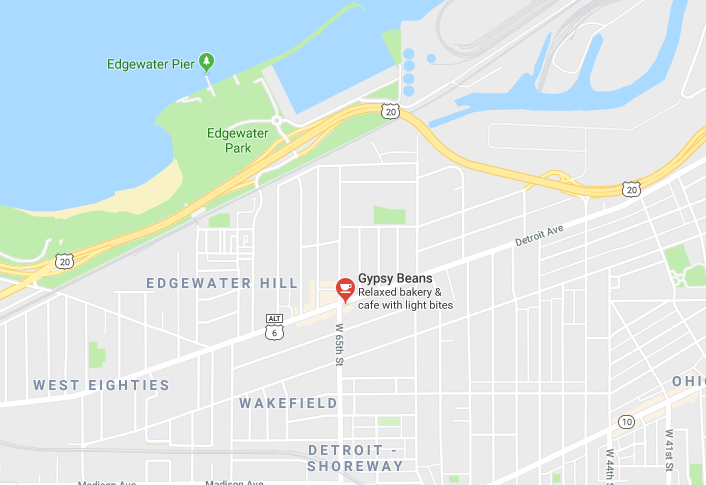 Edgewater Pier
20
Edgewater
Park
20
Detroit Ave
20
EDGEWATER HILL
Gypsy Beans
Relaxed bakery &
cafe with light bites
ALT
6
W 65th St
WEST EIGHTIES
OHIO
WAKEFIELD
10
DETROIT -
SHOREWAY
W 44th St
W 41st St
Madison Ave
Madison Ave